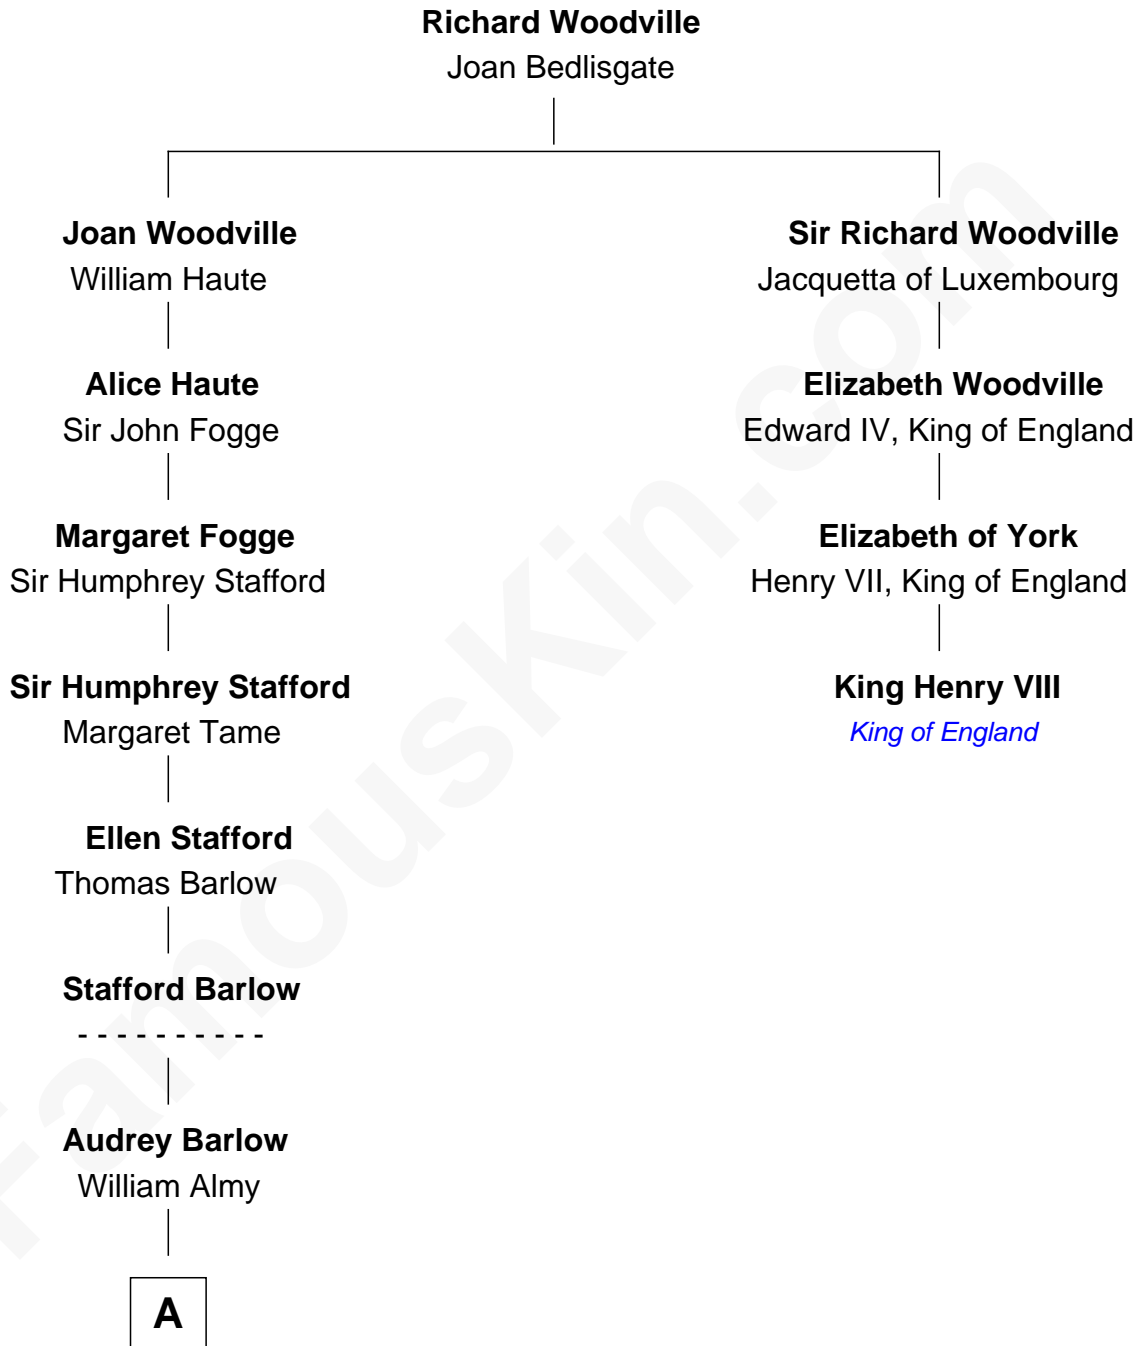 Richard Woodville
Joan Bedlisgate
Joan Woodville
William Haute
Sir Richard Woodville
Jacquetta of Luxembourg
Alice Haute
Sir John Fogge
Elizabeth Woodville
Edward IV, King of England
Margaret Fogge
Sir Humphrey Stafford
Elizabeth of York
Henry VII, King of England
Sir Humphrey Stafford
Margaret Tame
King Henry VIII
King of England
Ellen Stafford
Thomas Barlow
Stafford Barlow
- - - - - - - - - -
Audrey Barlow
William Almy
A
FamousKin.com